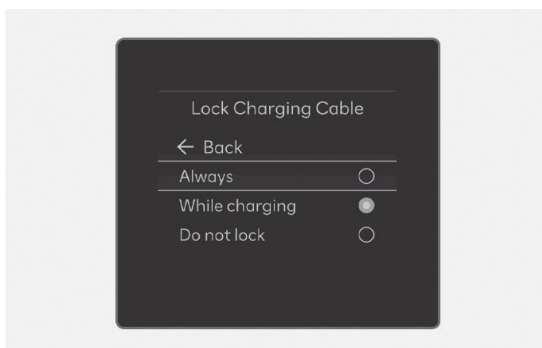 Lock Charging Cable
← Back
Always
While charging
Do not lock